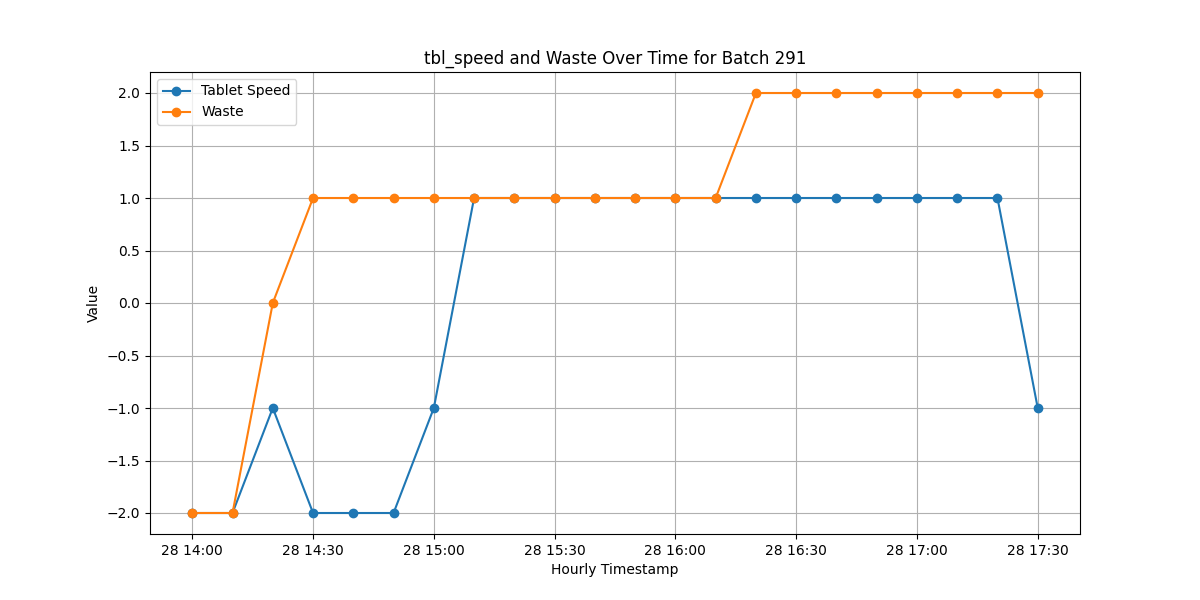 tbl_speed and Waste Over Time for Batch 291
Tablet Speed
Waste
2.0
1.5
1.0
0.5
0.0
−0.5
−1.0
−1.5
−2.0
Value
28 14:00 28 14:30 28 15:00 28 15:30 28 16:00 28 16:30 28 17:00 28 17:30
Hourly Timestamp